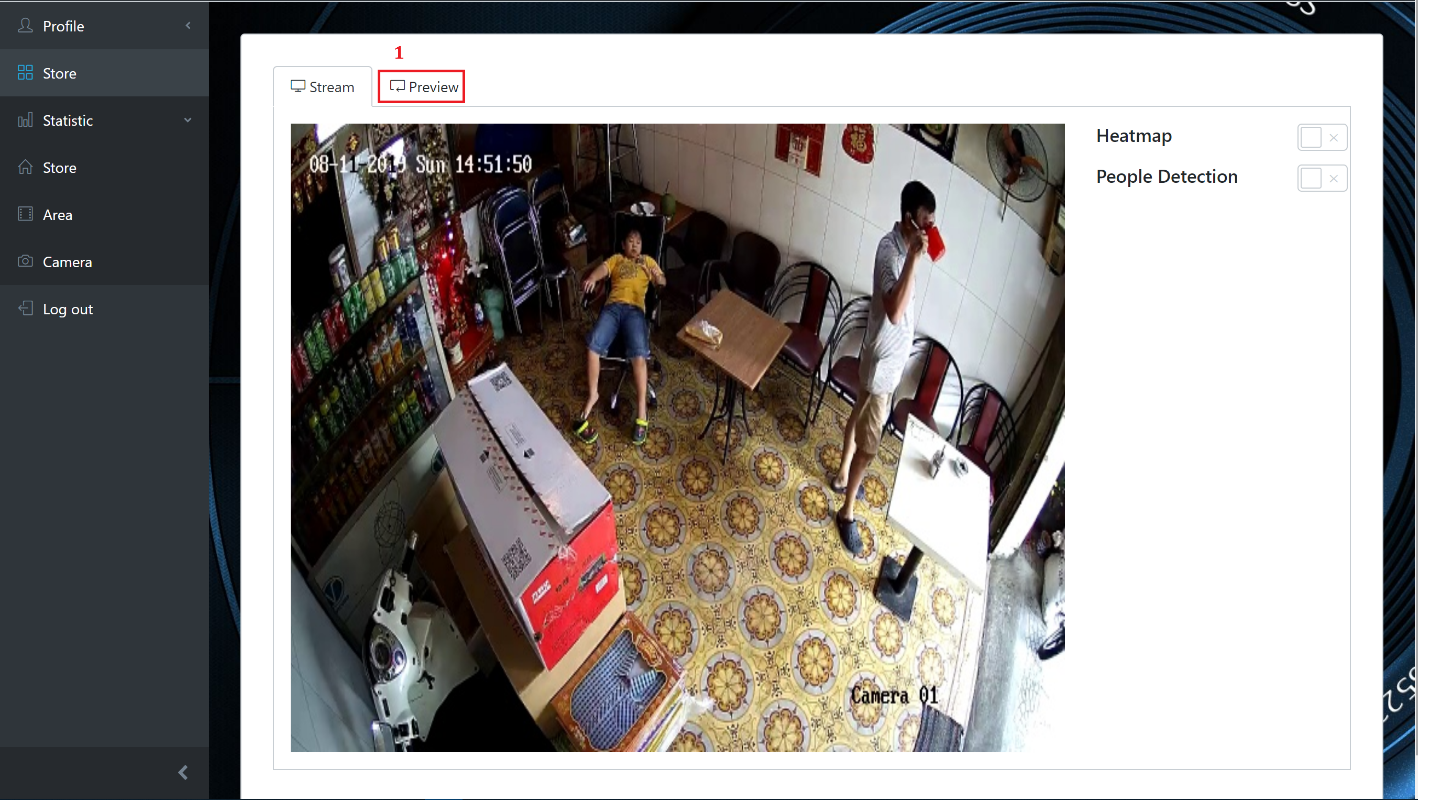 Profile
Store
Statistic
Store
Area
Camera
Log out
1
Stream
Preview
08-11-2019 Sun 14:51:50
Camera 01
Heatmap
People Detection